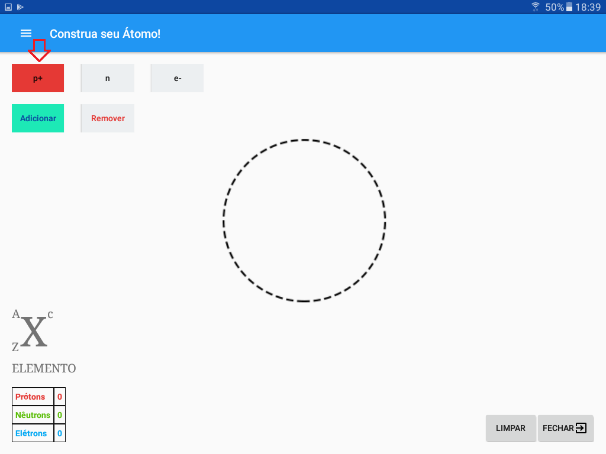 50% 18:39
Construa seu Átomo!
p+ n e-
Adicionar Remover
A X c
Z
ELEMENTO
Prótons 0
Nêutrons 0
Elétrons 0
LIMPAR FECHAR